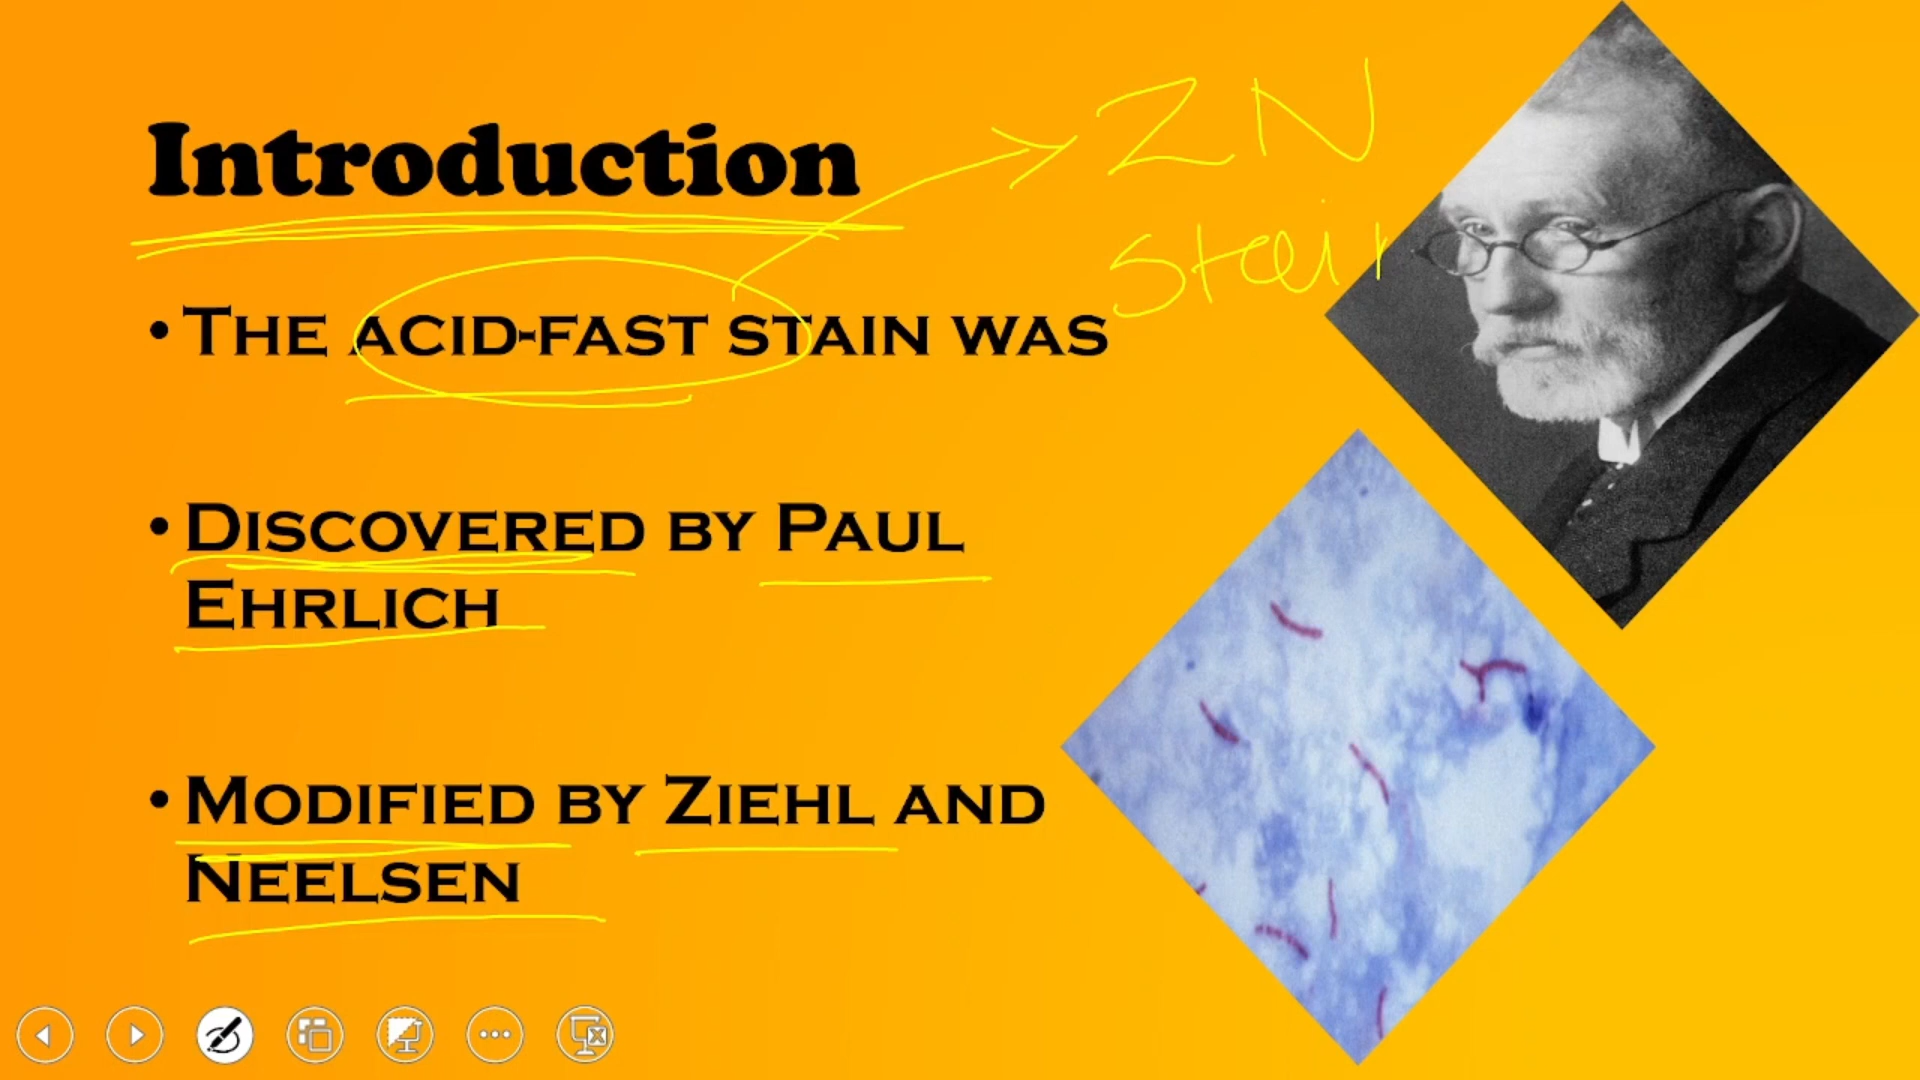 Introduction
ZN
stain
• The acid-fast stain was
• Discovered by Paul
Ehrlich
• Modified by Ziehl and
Neelsen